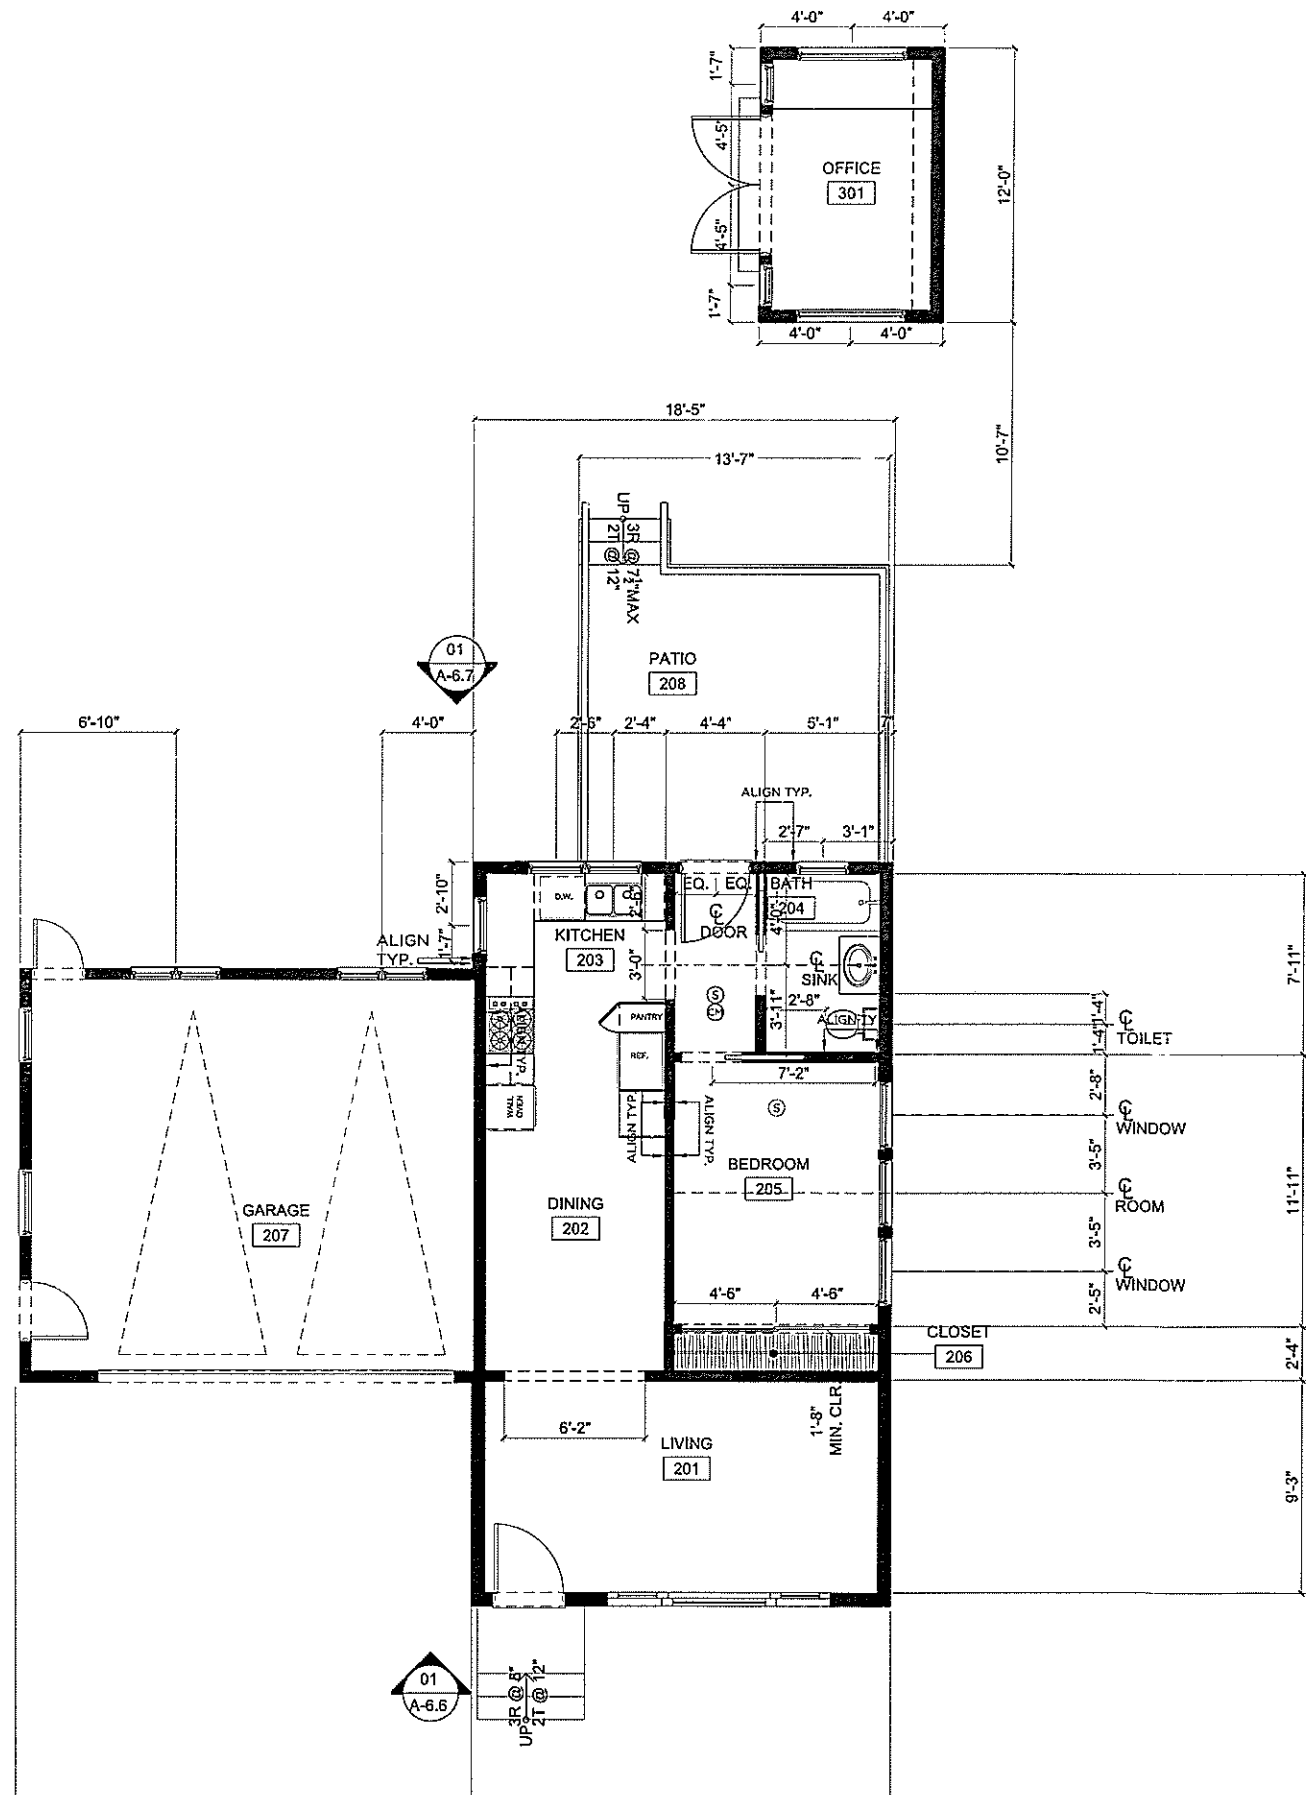 4'-0" 4'-0"
1'-7"
4'-5"
OFFICE
301
12'-0"
4'-5"
1'-7"
4'-0" 4'-0"
18'-5"
10'-7"
13'-7"
UP
3R @ 7½"MAX
2T @ 12"
01
A-6.7
PATIO
208
6'-10" 4'-0" 2'-6" 2'-4" 4'-4" 5'-1" 7"
ALIGN TYP.
2'-7" 3'-1"
2'-10"
1'-7"
ALIGN
TYP.
D.W.
2'-6"
EQ. EQ.
BATH
204
4'-0"
℄
DOOR
KITCHEN
203
3'-0"
℄
SINK
7'-11"
S
2'-8"
3'-11"
PANTRY
ALIGN TY
1'-4"
1'-4"
℄
TOILET
REF.
ALIGN TYP.
WALL
OVEN
7'-2"
S
2'-8"
℄
WINDOW
ALIGN TYP.
ALIGN TYP.
3'-5"
BEDROOM
205
℄
ROOM
11'-11"
DINING
202
GARAGE
207
3'-5"
℄
WINDOW
2'-5"
4'-6" 4'-6"
CLOSET
206
2'-4"
1'-8"
MIN. CLR
6'-2"
LIVING
201
9'-3"
01
A-6.6
3R @ 6"
2T @ 12"
UP